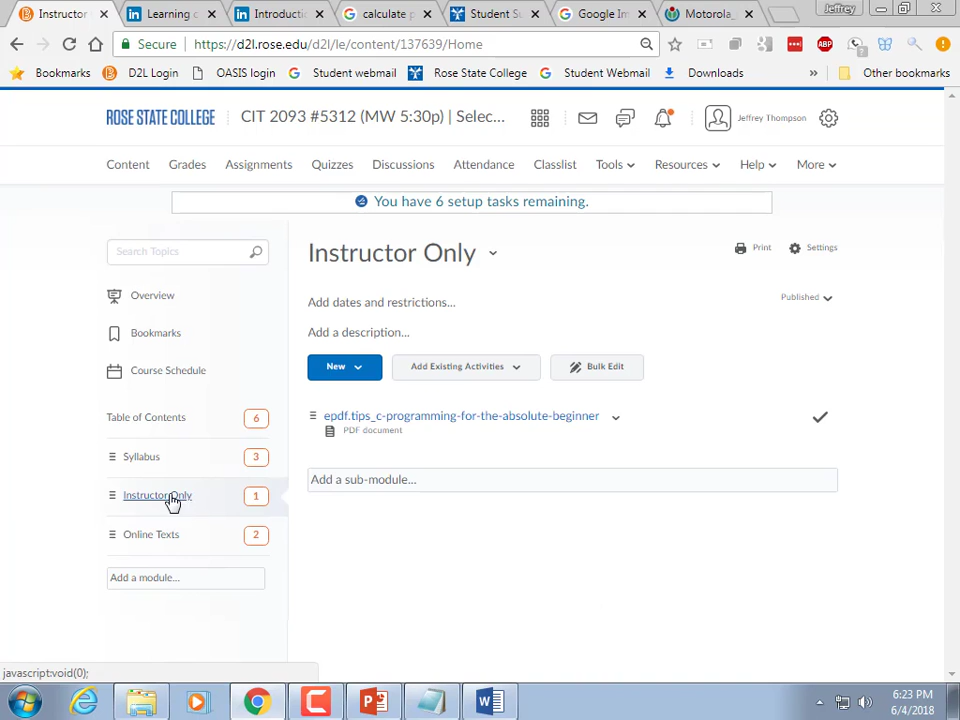 Instructor
Learning c
Introductio
calculate p
Student Su
Google Im
Motorola_
Jeffrey
Secure
https://d2l.rose.edu/d2l/le/content/137639/Home
ABP
Bookmarks
D2L Login
OASIS login
Student webmail
Rose State College
Student Webmail
Downloads
»
Other bookmarks
ROSE STATE COLLEGE
CIT 2093 #5312 (MW 5:30p) | Selec...
Jeffrey Thompson
Content
Grades
Assignments
Quizzes
Discussions
Attendance
Classlist
Tools
Resources
Help
More
You have 6 setup tasks remaining.
Search Topics
Instructor Only
Print
Settings
Overview
Add dates and restrictions...
Published
Bookmarks
Add a description...
Course Schedule
New
Add Existing Activities
Bulk Edit
Table of Contents 6
epdf.tips_c-programming-for-the-absolute-beginner
PDF document
Syllabus 3
Add a sub-module...
Instructor Only 1
Online Texts 2
Add a module...
javascript:void(0);
6:23 PM
6/4/2018